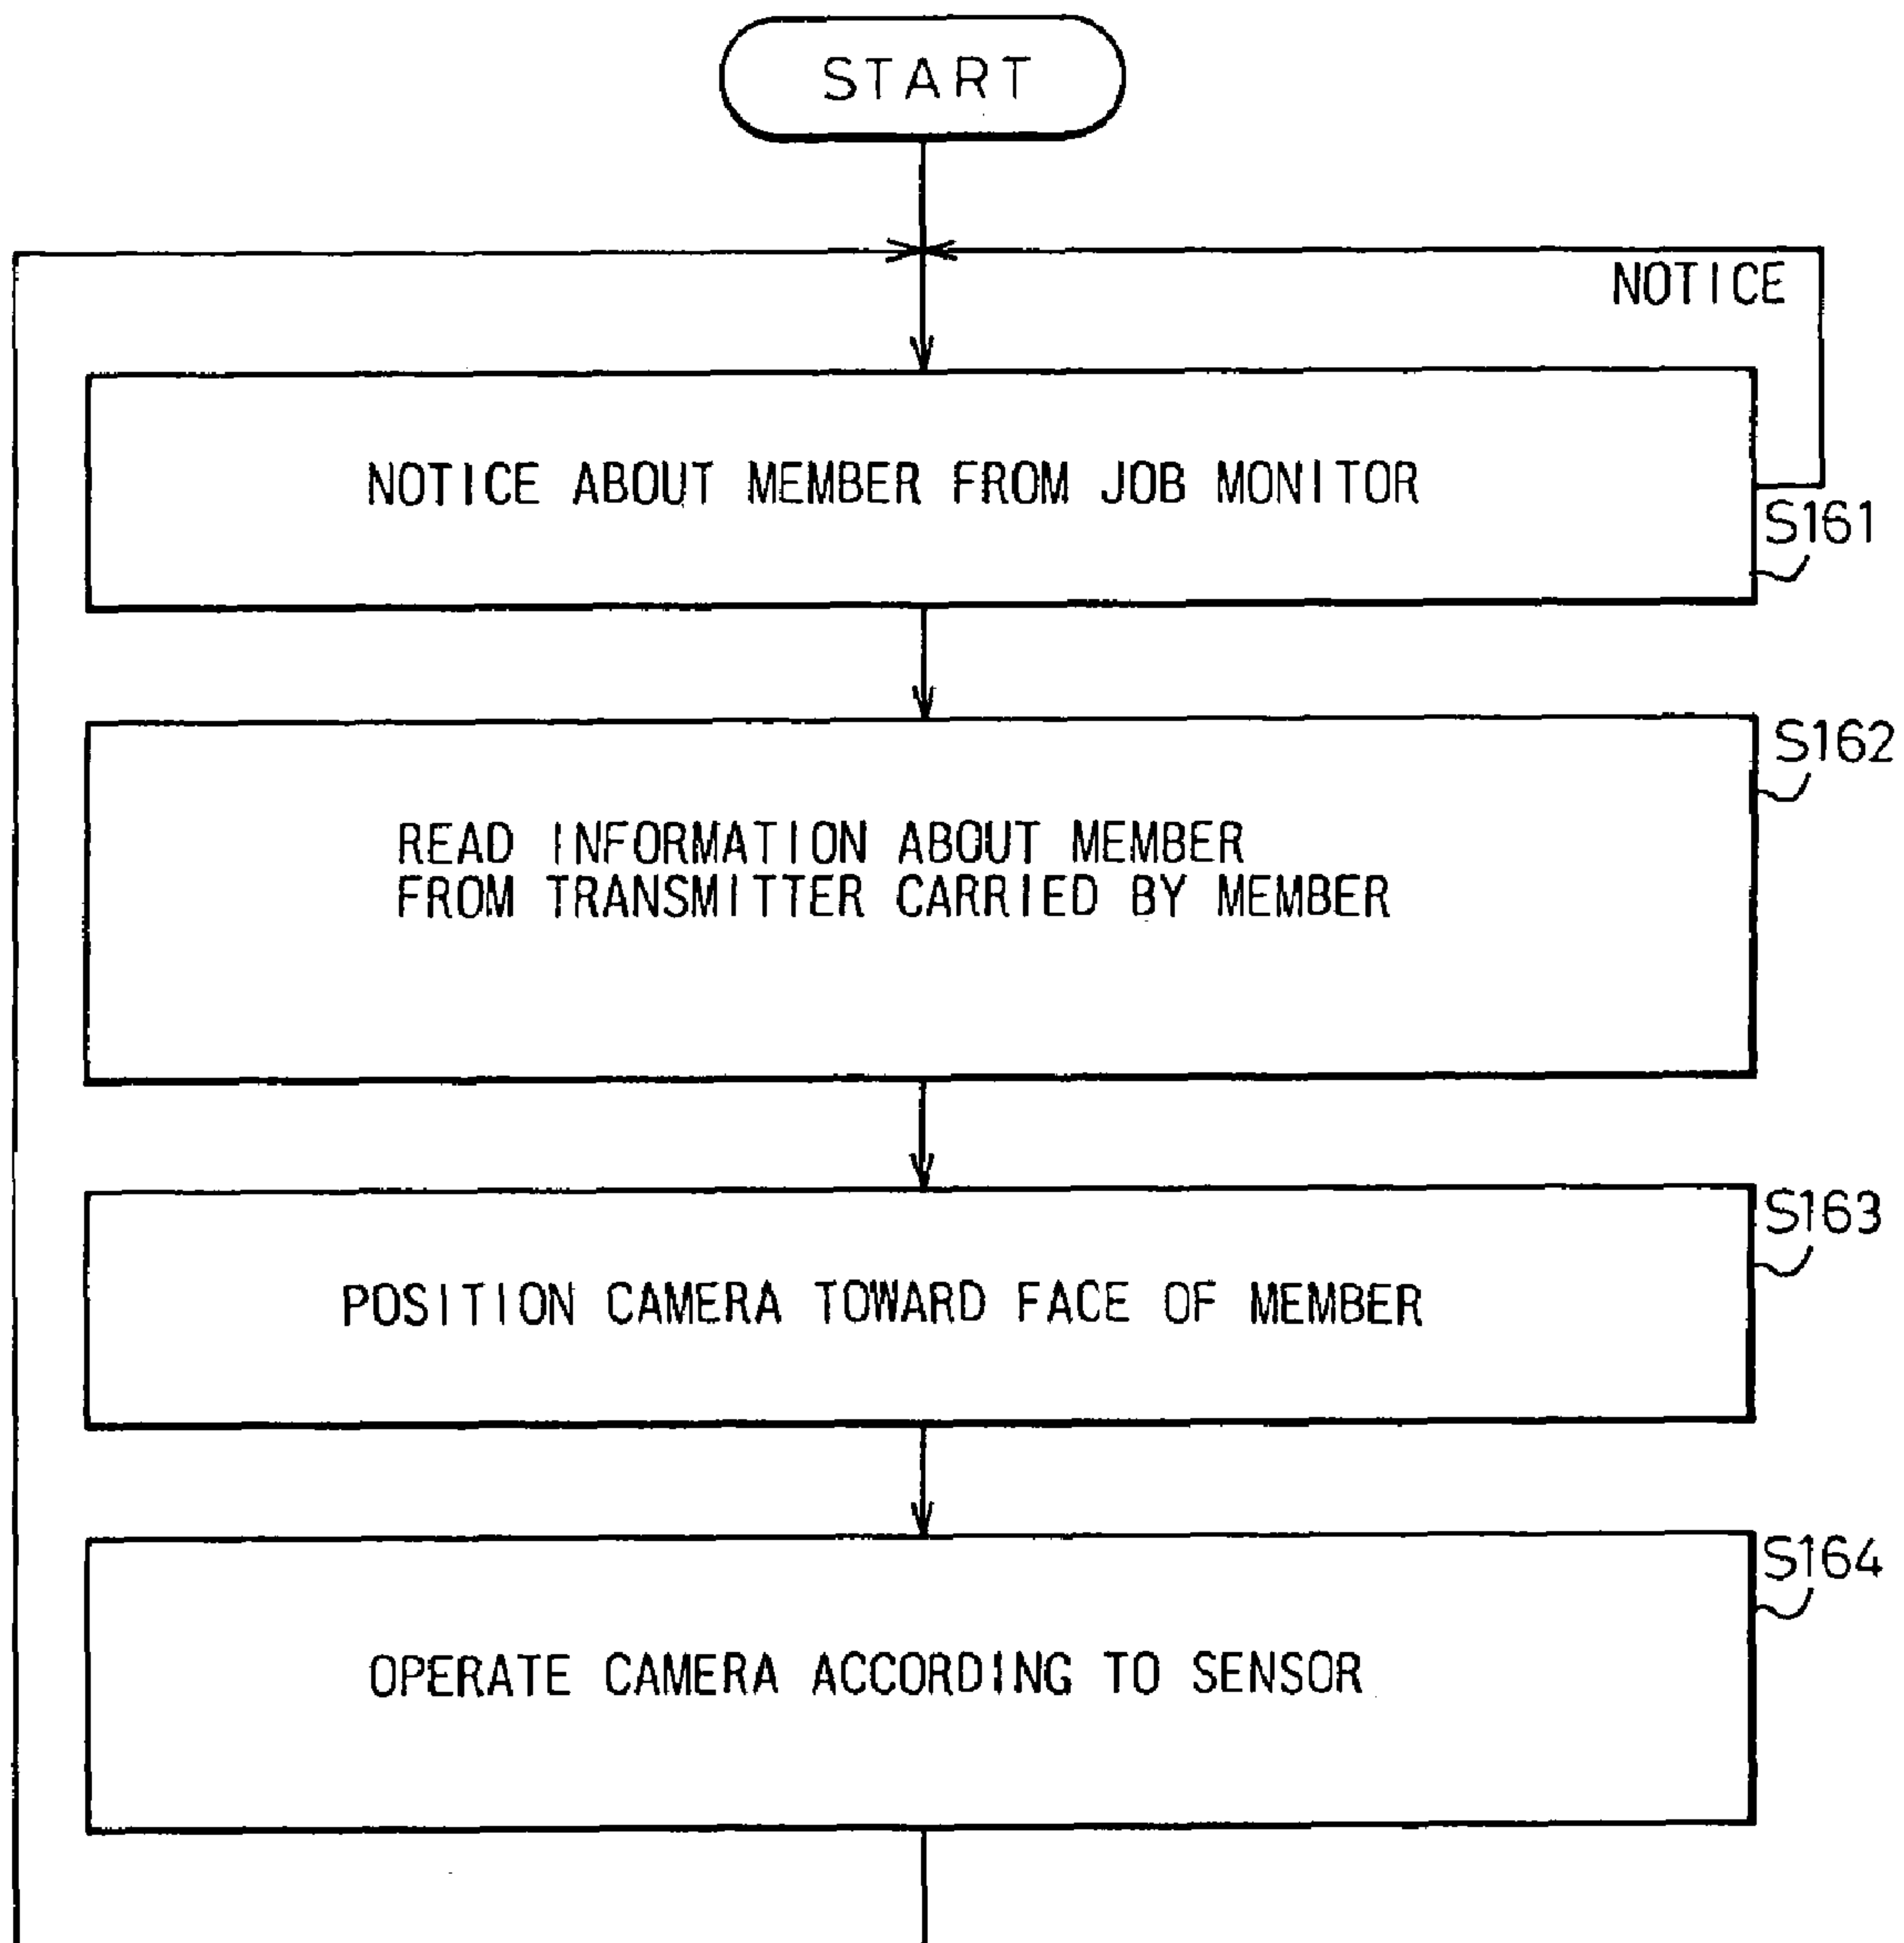 START
NOTICE
NOTICE ABOUT MEMBER FROM JOB MONITOR
S161
S162
READ INFORMATION ABOUT MEMBER
FROM TRANSMITTER CARRIED BY MEMBER
S163
POSITION CAMERA TOWARD FACE OF MEMBER
S164
OPERATE CAMERA ACCORDING TO SENSOR